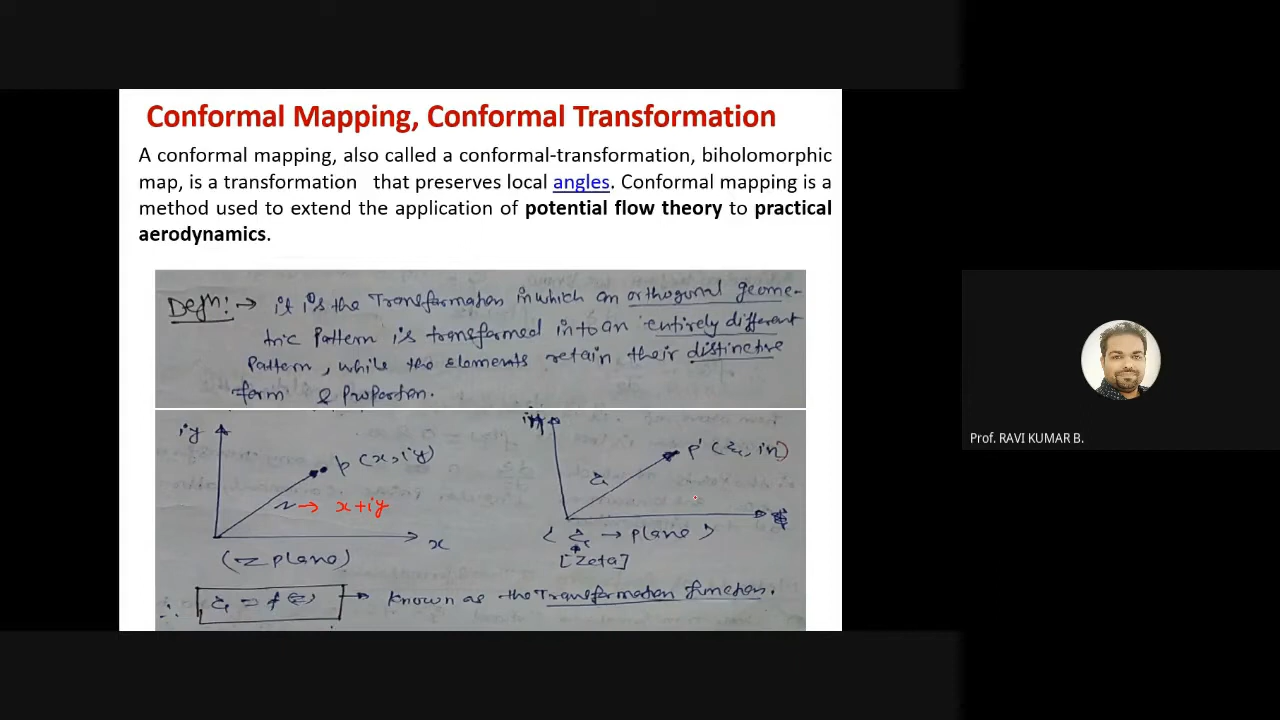 Conformal Mapping, Conformal Transformation
A conformal mapping, also called a conformal-transformation, biholomorphic
map, is a transformation that preserves local angles. Conformal mapping is a
method used to extend the application of potential flow theory to practical
aerodynamics.
Defn: → it is the Transformation in which an orthogonal geome-
tric pattern is transformed into an entirely different
pattern, while the elements retain their distinctive
form & proportion.
iy
p (x, iy)
→ x+iy
x
(z plane)
p' (ξ, iη)
→ plane
[zeta]
∴ = f(z) → Known as the Transformation function.
Prof. RAVI KUMAR B.